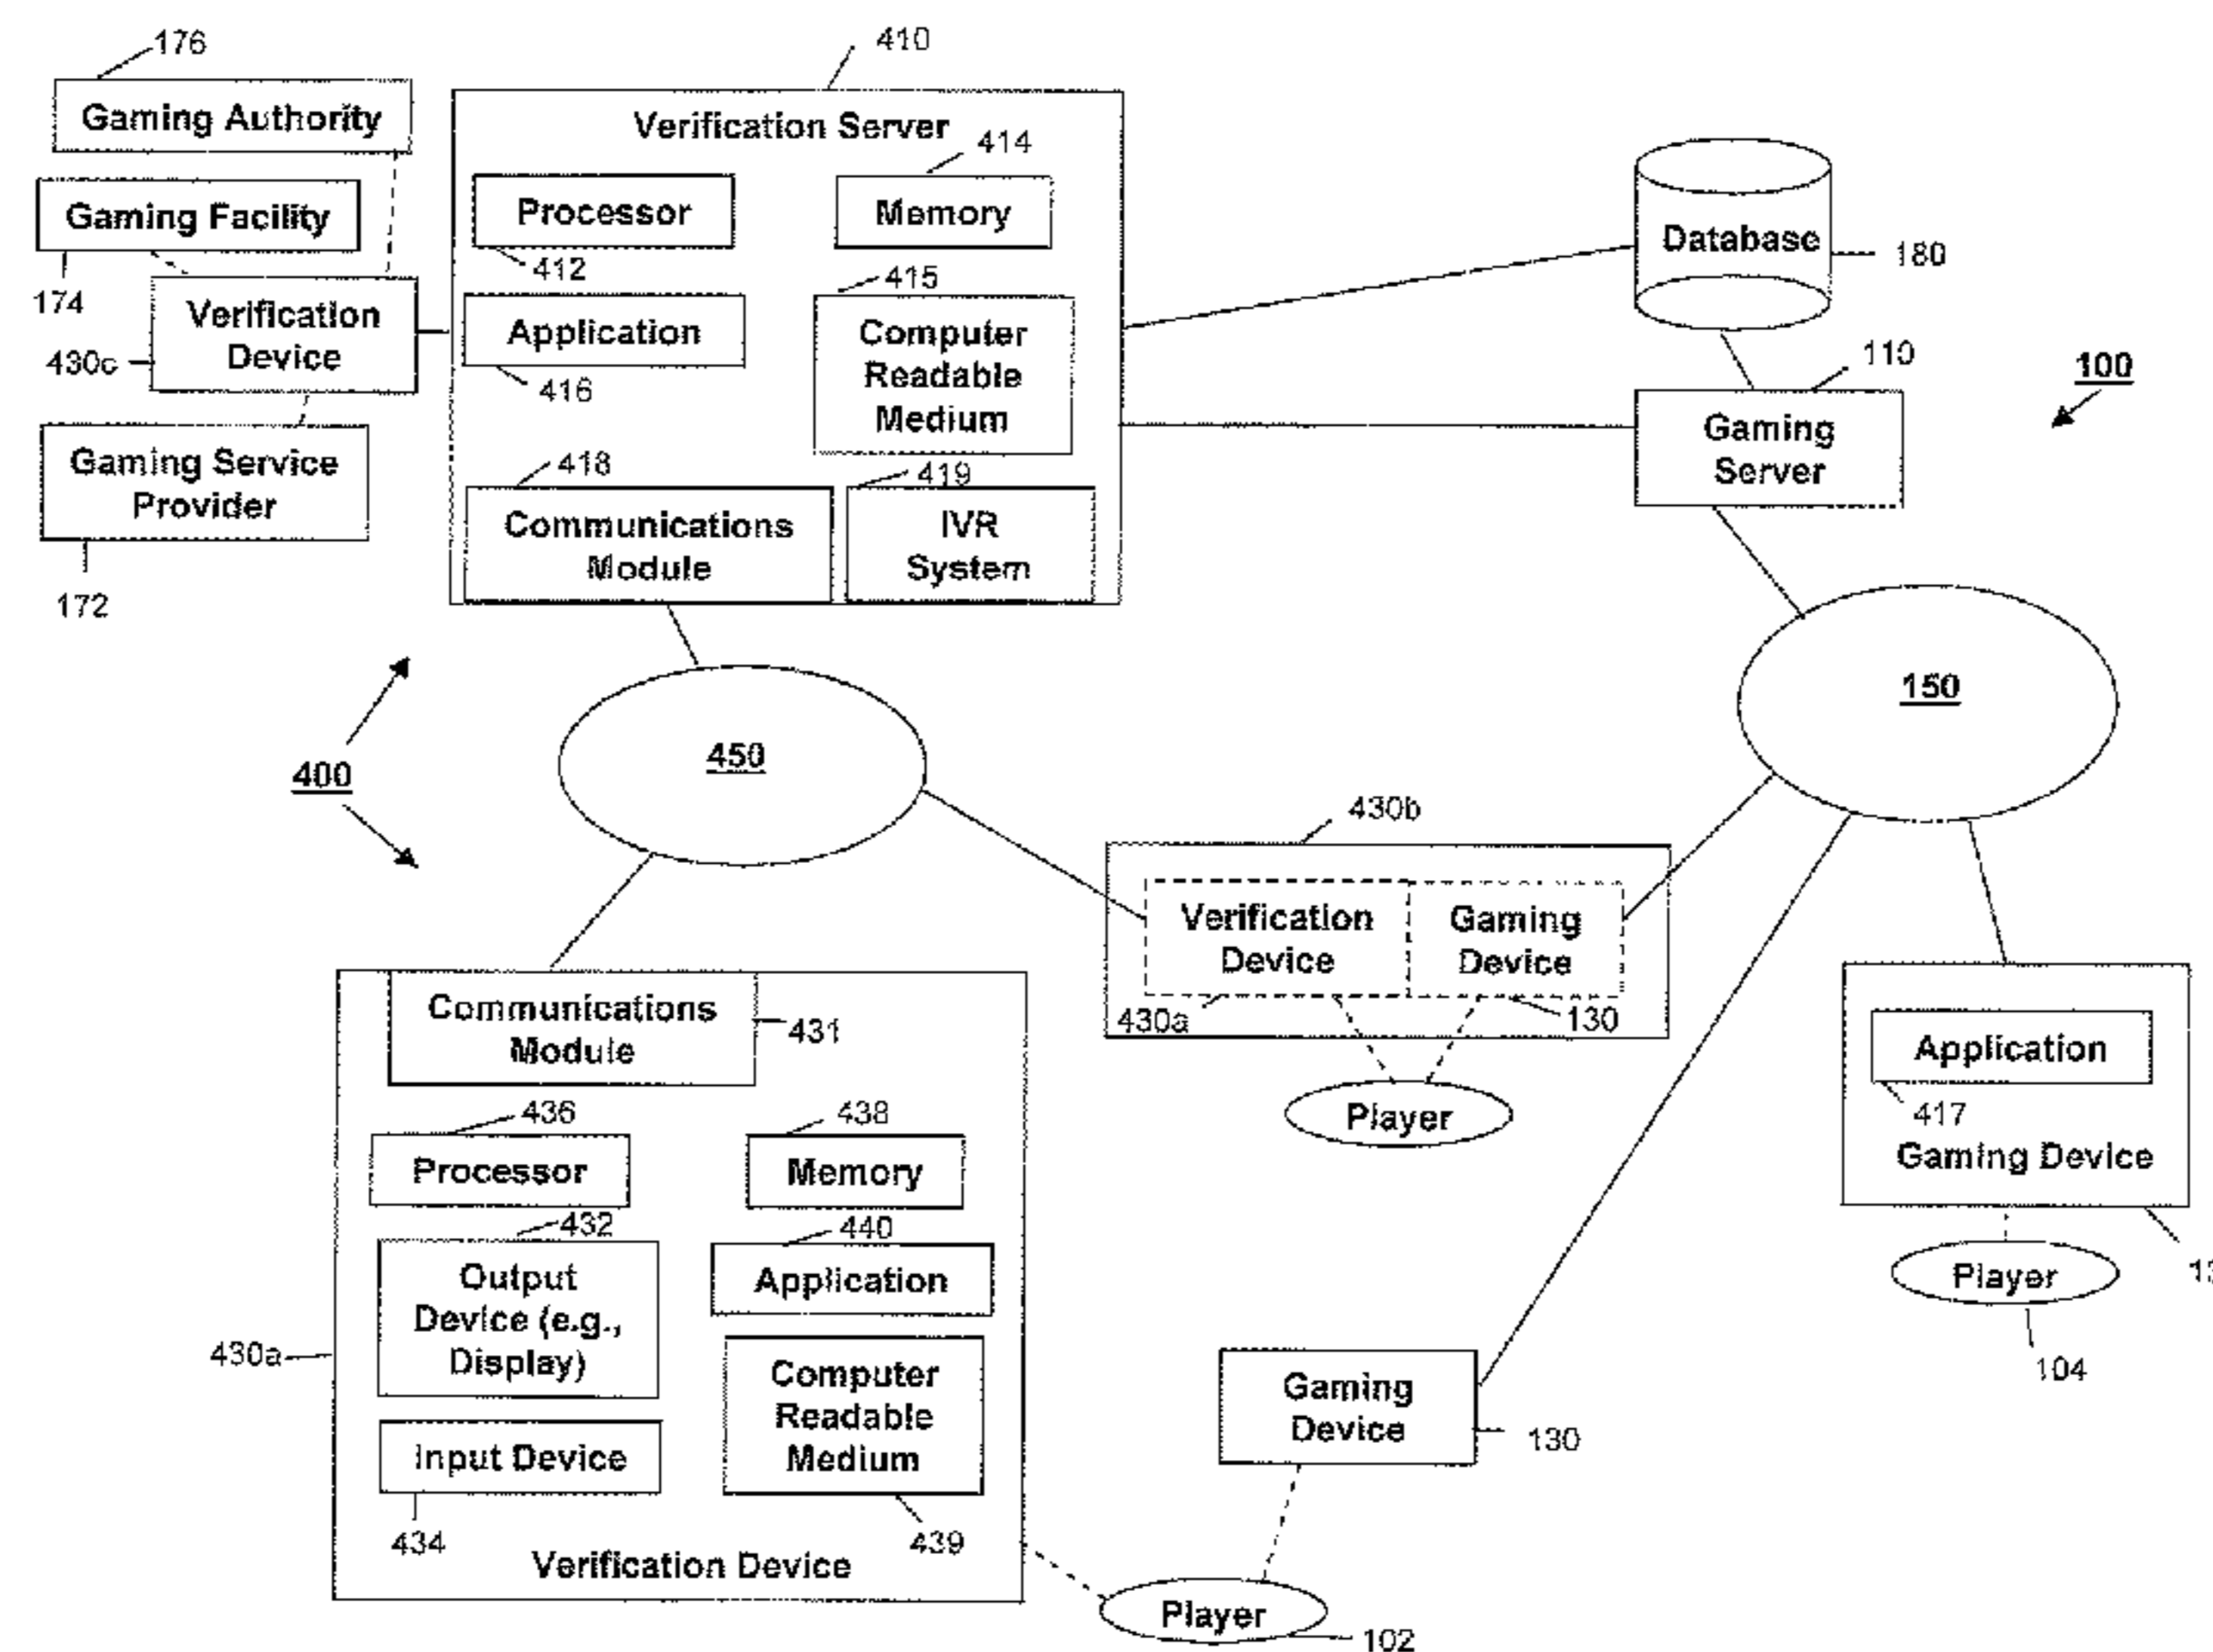 176
410
Gaming Authority
Verification Server
414
Gaming Facility
Processor
Memory
Database
180
174
412
415
Verification
Device
430c
Application
Computer
Readable
Medium
416
110
100
Gaming
Server
Gaming Service
Provider
172
418
419
Communications
Module
IVR
System
150
450
400
430b
Verification
Device
Gaming
Device
430a
130
Communications
Module
431
Application
417
Gaming Device
Player
436
438
Processor
Memory
432
440
Output
Device (e.g.,
Display)
Application
Player
104
430a
Computer
Readable
Medium
Gaming
Device
130
Input Device
434
439
Verification Device
Player
102